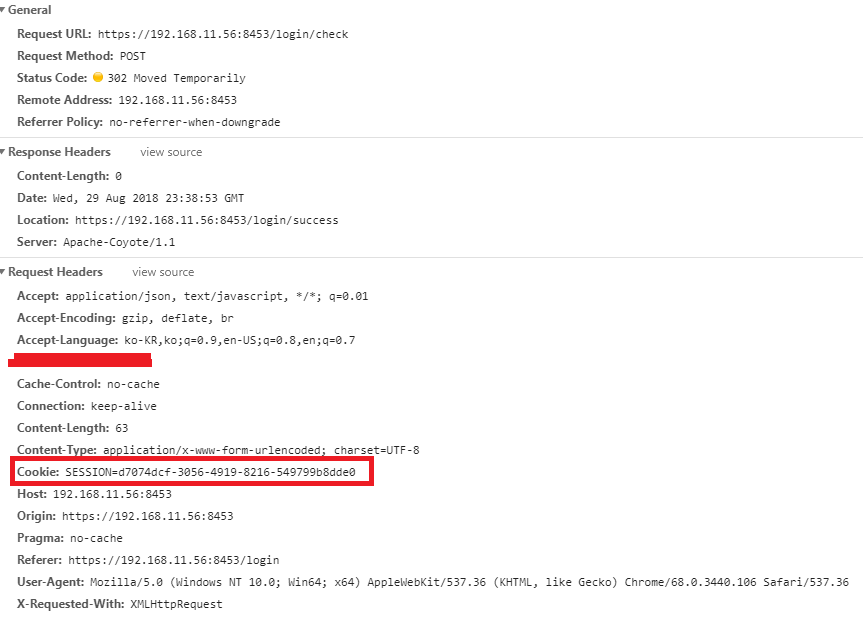 General
Request URL: https://192.168.11.56:8453/login/check
Request Method: POST
Status Code: 302 Moved Temporarily
Remote Address: 192.168.11.56:8453
Referrer Policy: no-referrer-when-downgrade
Response Headers view source
Content-Length: 0
Date: Wed, 29 Aug 2018 23:38:53 GMT
Location: https://192.168.11.56:8453/login/success
Server: Apache-Coyote/1.1
Request Headers view source
Accept: application/json, text/javascript, */*; q=0.01
Accept-Encoding: gzip, deflate, br
Accept-Language: ko-KR,ko;q=0.9,en-US;q=0.8,en;q=0.7
Cache-Control: no-cache
Connection: keep-alive
Content-Length: 63
Content-Type: application/x-www-form-urlencoded; charset=UTF-8
Cookie: SESSION=d7074dcf-3056-4919-8216-549799b8dde0
Host: 192.168.11.56:8453
Origin: https://192.168.11.56:8453
Pragma: no-cache
Referer: https://192.168.11.56:8453/login
User-Agent: Mozilla/5.0 (Windows NT 10.0; Win64; x64) AppleWebKit/537.36 (KHTML, like Gecko) Chrome/68.0.3440.106 Safari/537.36
X-Requested-With: XMLHttpRequest